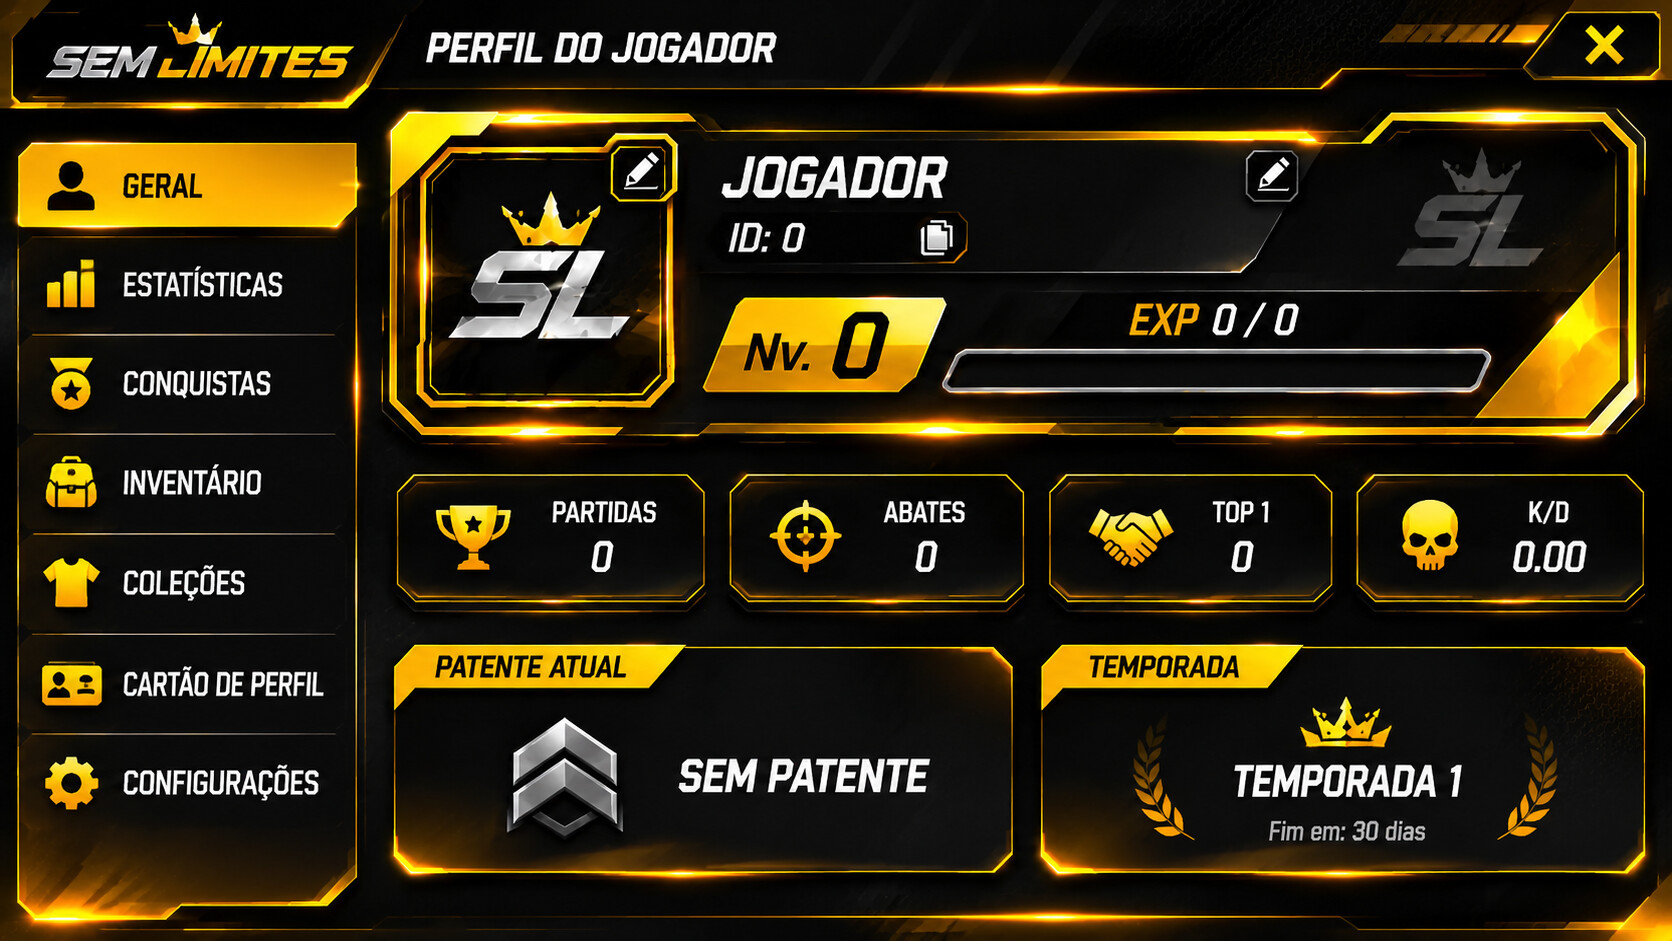 SEM LIMITES
PERFIL DO JOGADOR
GERAL
ESTATÍSTICAS
CONQUISTAS
INVENTÁRIO
COLEÇÕES
CARTÃO DE PERFIL
CONFIGURAÇÕES
SL
JOGADOR
ID: 0
Nv. 0
EXP 0 / 0
SL
PARTIDAS
0
ABATES
0
TOP 1
0
K/D
0.00
PATENTE ATUAL
SEM PATENTE
TEMPORADA
TEMPORADA 1
Fim em: 30 dias